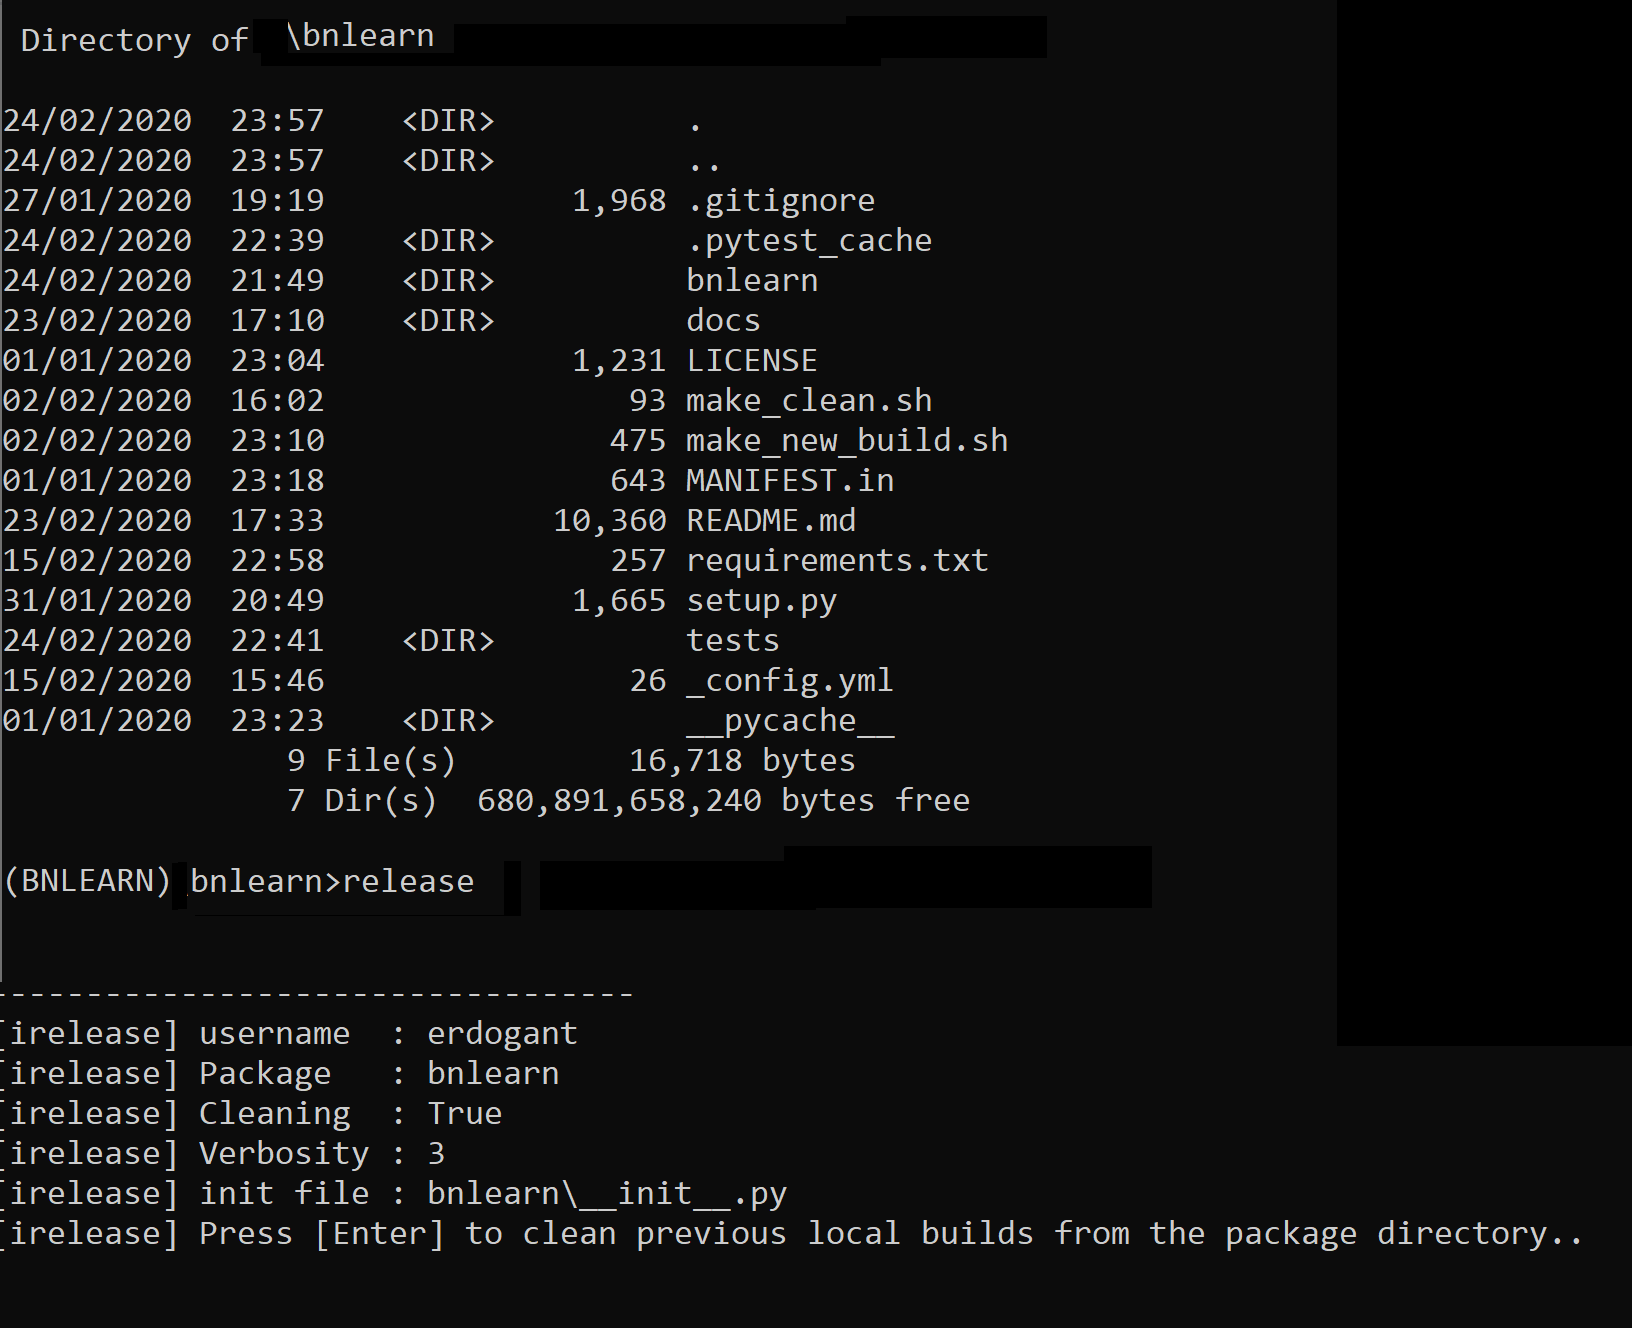 Directory of \bnlearn
24/02/2020  23:57    <DIR>          .
24/02/2020  23:57    <DIR>          ..
27/01/2020  19:19             1,968 .gitignore
24/02/2020  22:39    <DIR>          .pytest_cache
24/02/2020  21:49    <DIR>          bnlearn
23/02/2020  17:10    <DIR>          docs
01/01/2020  23:04             1,231 LICENSE
02/02/2020  16:02                93 make_clean.sh
02/02/2020  23:10               475 make_new_build.sh
01/01/2020  23:18               643 MANIFEST.in
23/02/2020  17:33            10,360 README.md
15/02/2020  22:58               257 requirements.txt
31/01/2020  20:49             1,665 setup.py
24/02/2020  22:41    <DIR>          tests
15/02/2020  15:46                26 _config.yml
01/01/2020  23:23    <DIR>          __pycache__
               9 File(s)         16,718 bytes
               7 Dir(s)  680,891,658,240 bytes free
(BNLEARN) bnlearn>release
----------------------------------
[irelease] username  : erdogant
[irelease] Package   : bnlearn
[irelease] Cleaning  : True
[irelease] Verbosity : 3
[irelease] init file : bnlearn\__init__.py
[irelease] Press [Enter] to clean previous local builds from the package directory..